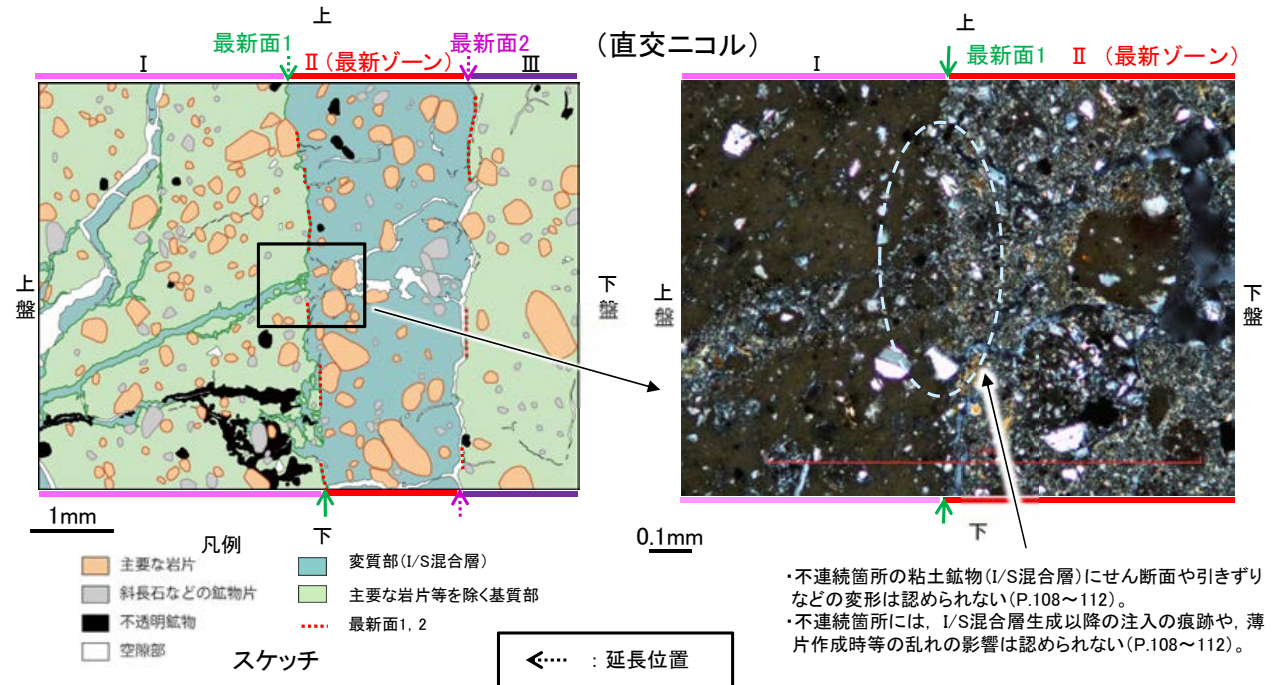 上
最新面1
最新面2
Ⅰ
Ⅱ(最新ゾーン)
Ⅲ
(直交ニコル)
上
Ⅰ
最新面1
Ⅱ (最新ゾーン)
上盤
下盤
上盤
下盤
1mm
下
0.1mm
下
凡例
主要な岩片
斜長石などの鉱物片
不透明鉱物
空隙部
変質部(I/S混合層)
主要な岩片等を除く基質部
最新面1, 2
スケッチ
:延長位置
・不連続箇所の粘土鉱物(I/S混合層)にせん断面や引きずり
などの変形は認められない(P.108~112)。
・不連続箇所には, I/S混合層生成以降の注入の痕跡や, 薄
片作成時等の乱れの影響は認められない(P.108~112)。